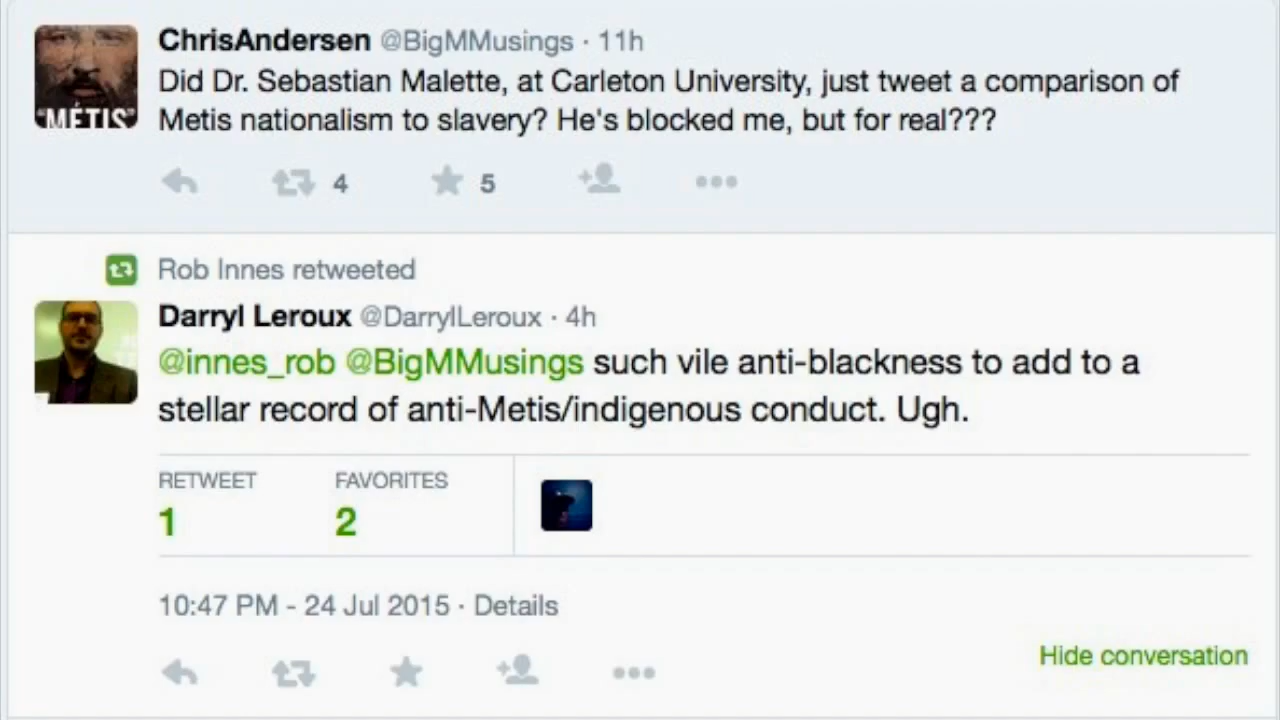 ChrisAndersen @BigMMusings · 11h
Did Dr. Sebastian Malette, at Carleton University, just tweet a comparison of
Metis nationalism to slavery? He's blocked me, but for real???
"MÉTIS"
4 5
Rob Innes retweeted
Darryl Leroux @DarrylLeroux · 4h
@innes_rob @BigMMusings such vile anti-blackness to add to a
stellar record of anti-Metis/indigenous conduct. Ugh.
RETWEET FAVORITES
1 2
10:47 PM - 24 Jul 2015 · Details
Hide conversation